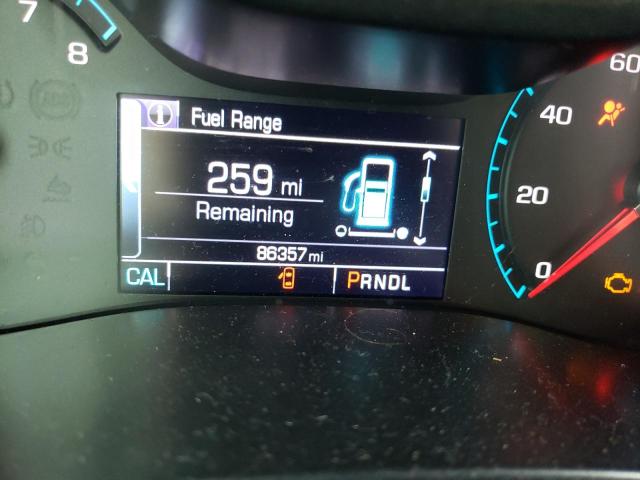 7
8
60
40
20
0
Fuel Range
259 mi
Remaining
86357 mi
CAL
PRNDL